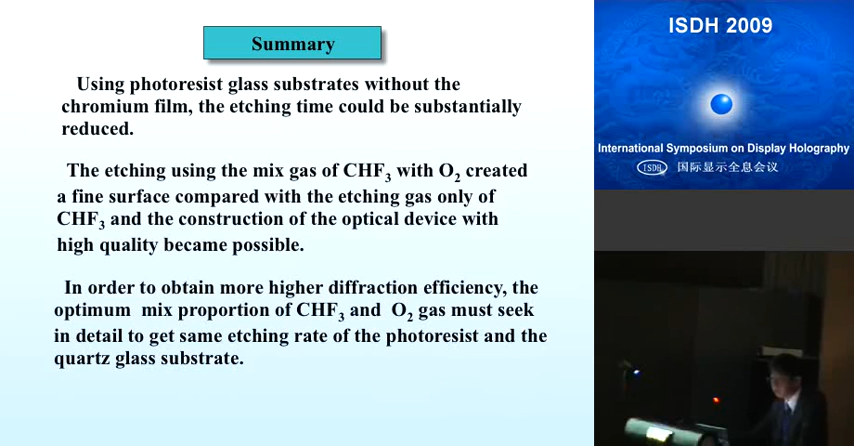 Summary
Using photoresist glass substrates without the
chromium film, the etching time could be substantially
reduced.
The etching using the mix gas of CHF₃ with O₂ created
a fine surface compared with the etching gas only of
CHF₃ and the construction of the optical device with
high quality became possible.
In order to obtain more higher diffraction efficiency, the
optimum mix proportion of CHF₃ and O₂ gas must seek
in detail to get same etching rate of the photoresist and the
quartz glass substrate.
ISDH 2009
International Symposium on Display Holography
ISDH 国际显示全息会议